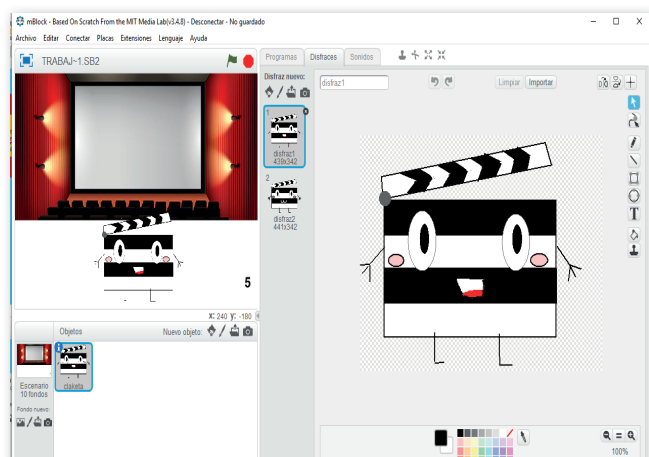 mBlock - Based On Scratch From the MIT Media Lab(v3.4.8) - Desconectar - No guardado
Archivo Editar Conectar Placas Extensiones Lenguaje Ayuda
TRABAJ~1.SB2
Programas Disfraces Sonidos
Disfraz nuevo:
disfraz1
Limpiar Importar
1
disfraz1
439x342
2
disfraz2
441x342
5
X: 240 y: -180
Objetos
Nuevo objeto:
Escenario
10 fondos
Fondo nuevo:
claketa
T
100%